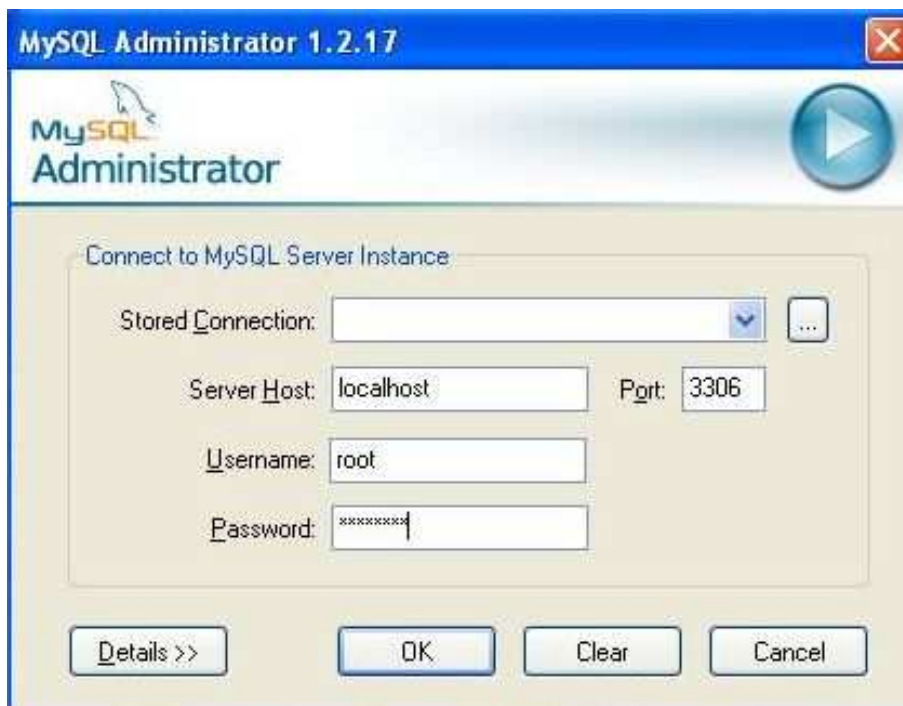 MySQL Administrator 1.2.17
MySQL
Administrator
Connect to MySQL Server Instance
Stored Connection:
...
Server Host: localhost Port: 3306
Username: root
Password: ********
Details >> OK Clear Cancel